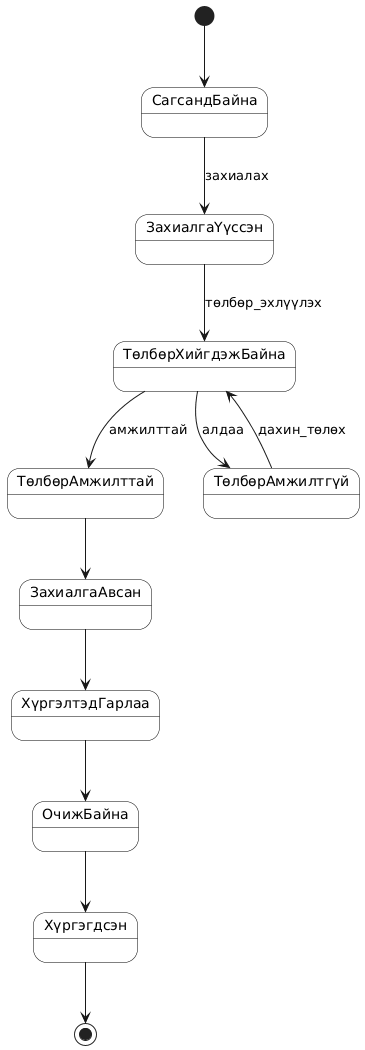 СагсандБайна
захиалах
ЗахиалгаҮүссэн
төлбөр_эхлүүлэх
ТөлбөрХийгдэжБайна
амжилттай
алдаа
дахин_төлөх
ТөлбөрАмжилттай
ТөлбөрАмжилтгүй
ЗахиалгаАвсан
ХүргэлтэдГарлаа
ОчижБайна
Хүргэгдсэн